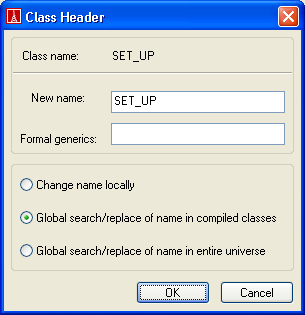 Class Header
Class name: SET_UP
New name: SET_UP
Formal generics:
Change name locally
Global search/replace of name in compiled classes
Global search/replace of name in entire universe
OK Cancel